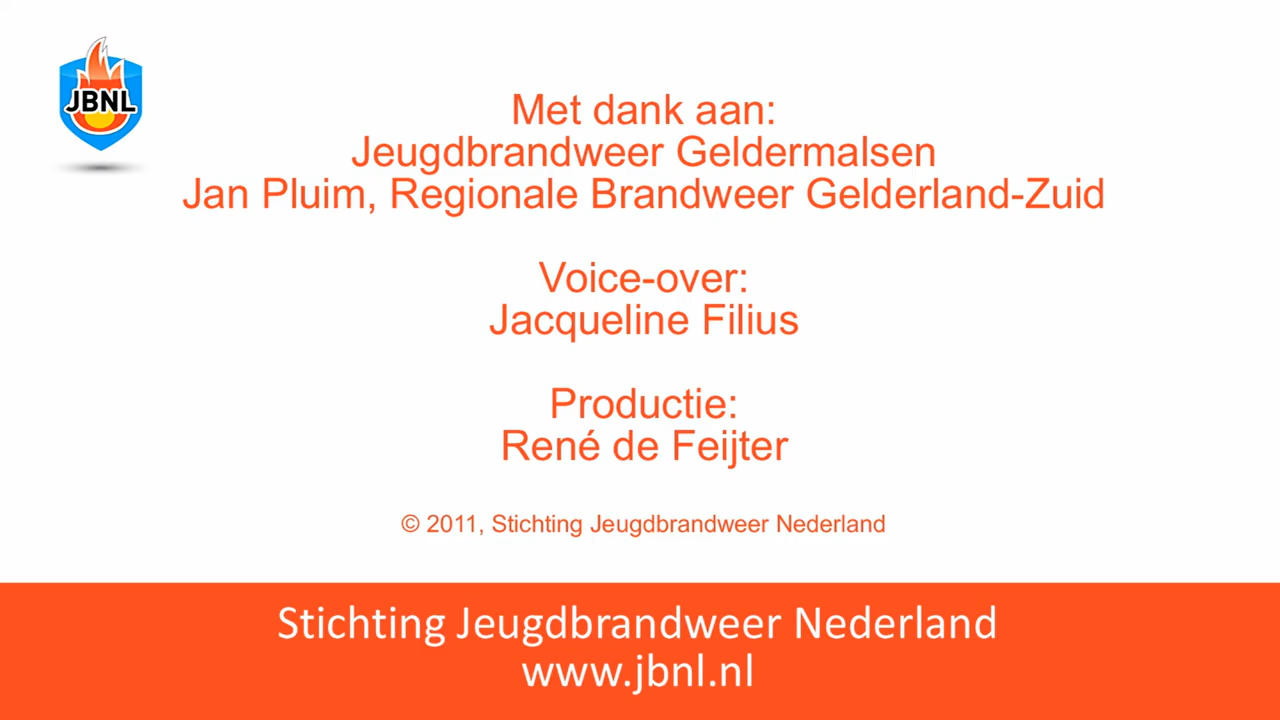 JBNL
Met dank aan:
Jeugdbrandweer Geldermalsen
Jan Pluim, Regionale Brandweer Gelderland-Zuid
Voice-over:
Jacqueline Filius
Productie:
René de Feijter
© 2011, Stichting Jeugdbrandweer Nederland
Stichting Jeugdbrandweer Nederland
www.jbnl.nl